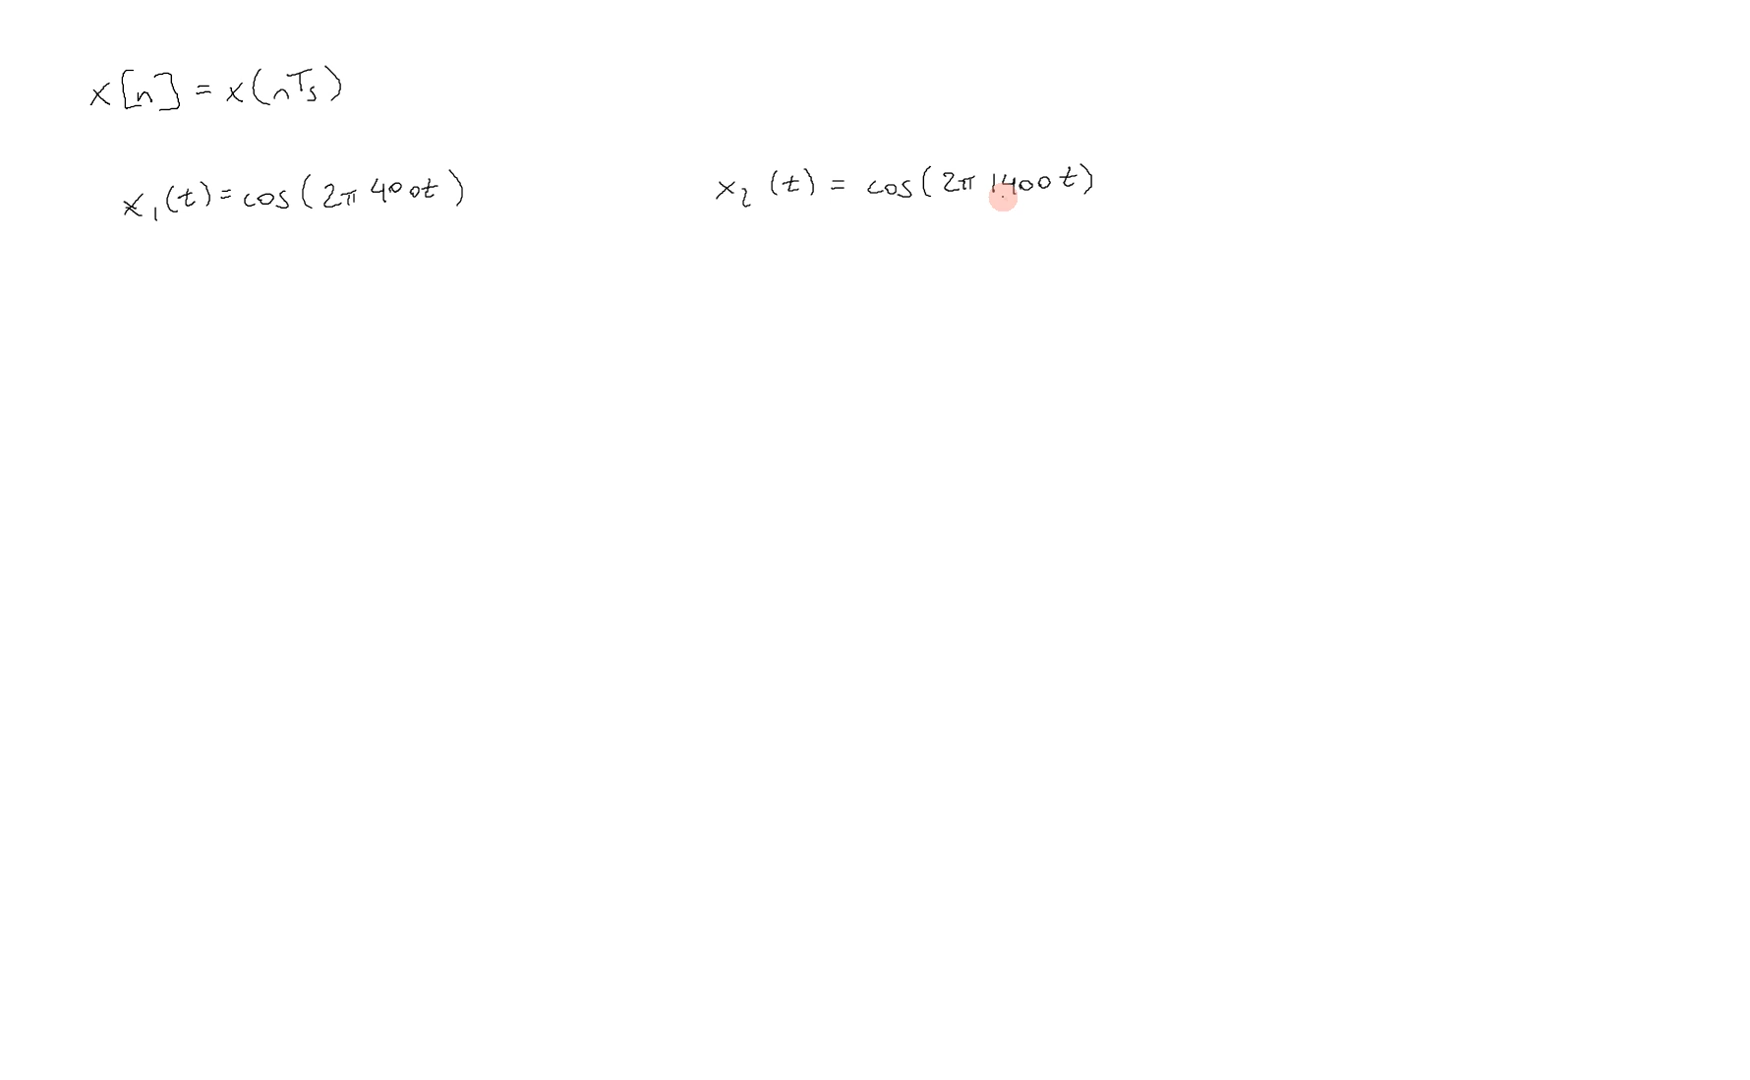 x[n] = x(nTs)
x₁(t) = cos(2π 400t)
x₂(t) = cos(2π 1400t)